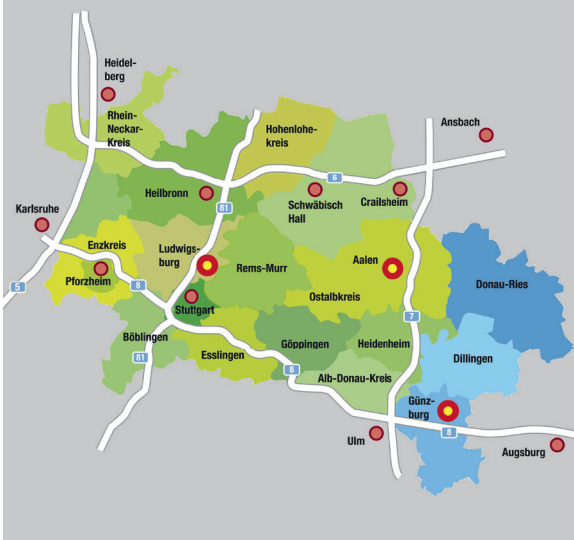 Heidel-
berg
Rhein-
Neckar-
Kreis
Hohenlohe-
kreis
Ansbach
6
Heilbronn
Schwäbisch
Hall
Crailsheim
Karlsruhe
81
Enzkreis
Ludwigs-
burg
Rems-Murr
Aalen
Pforzheim
5
8
Donau-Ries
Ostalbkreis
Stuttgart
7
Böblingen
Göppingen
Heidenheim
81
Esslingen
Dillingen
8
Alb-Donau-Kreis
Günz-
burg
8
Ulm
Augsburg